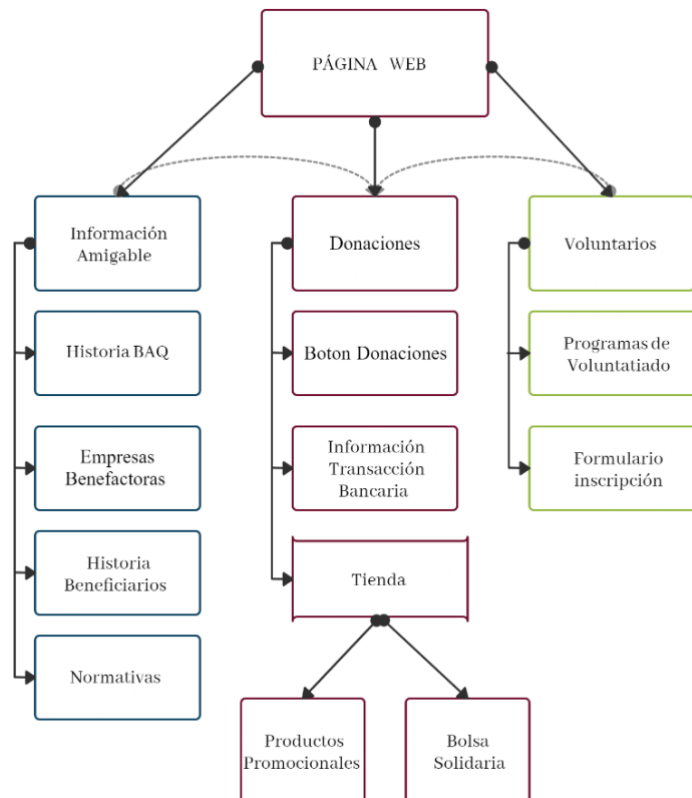 PÁGINA WEB
Información
Amigable
Historia BAQ
Empresas
Benefactoras
Historia
Beneficiarios
Normativas
Donaciones
Boton Donaciones
Información
Transacción
Bancaria
Tienda
Productos
Promocionales
Bolsa
Solidaria
Voluntarios
Programas de
Voluntatiado
Formulario
inscripción